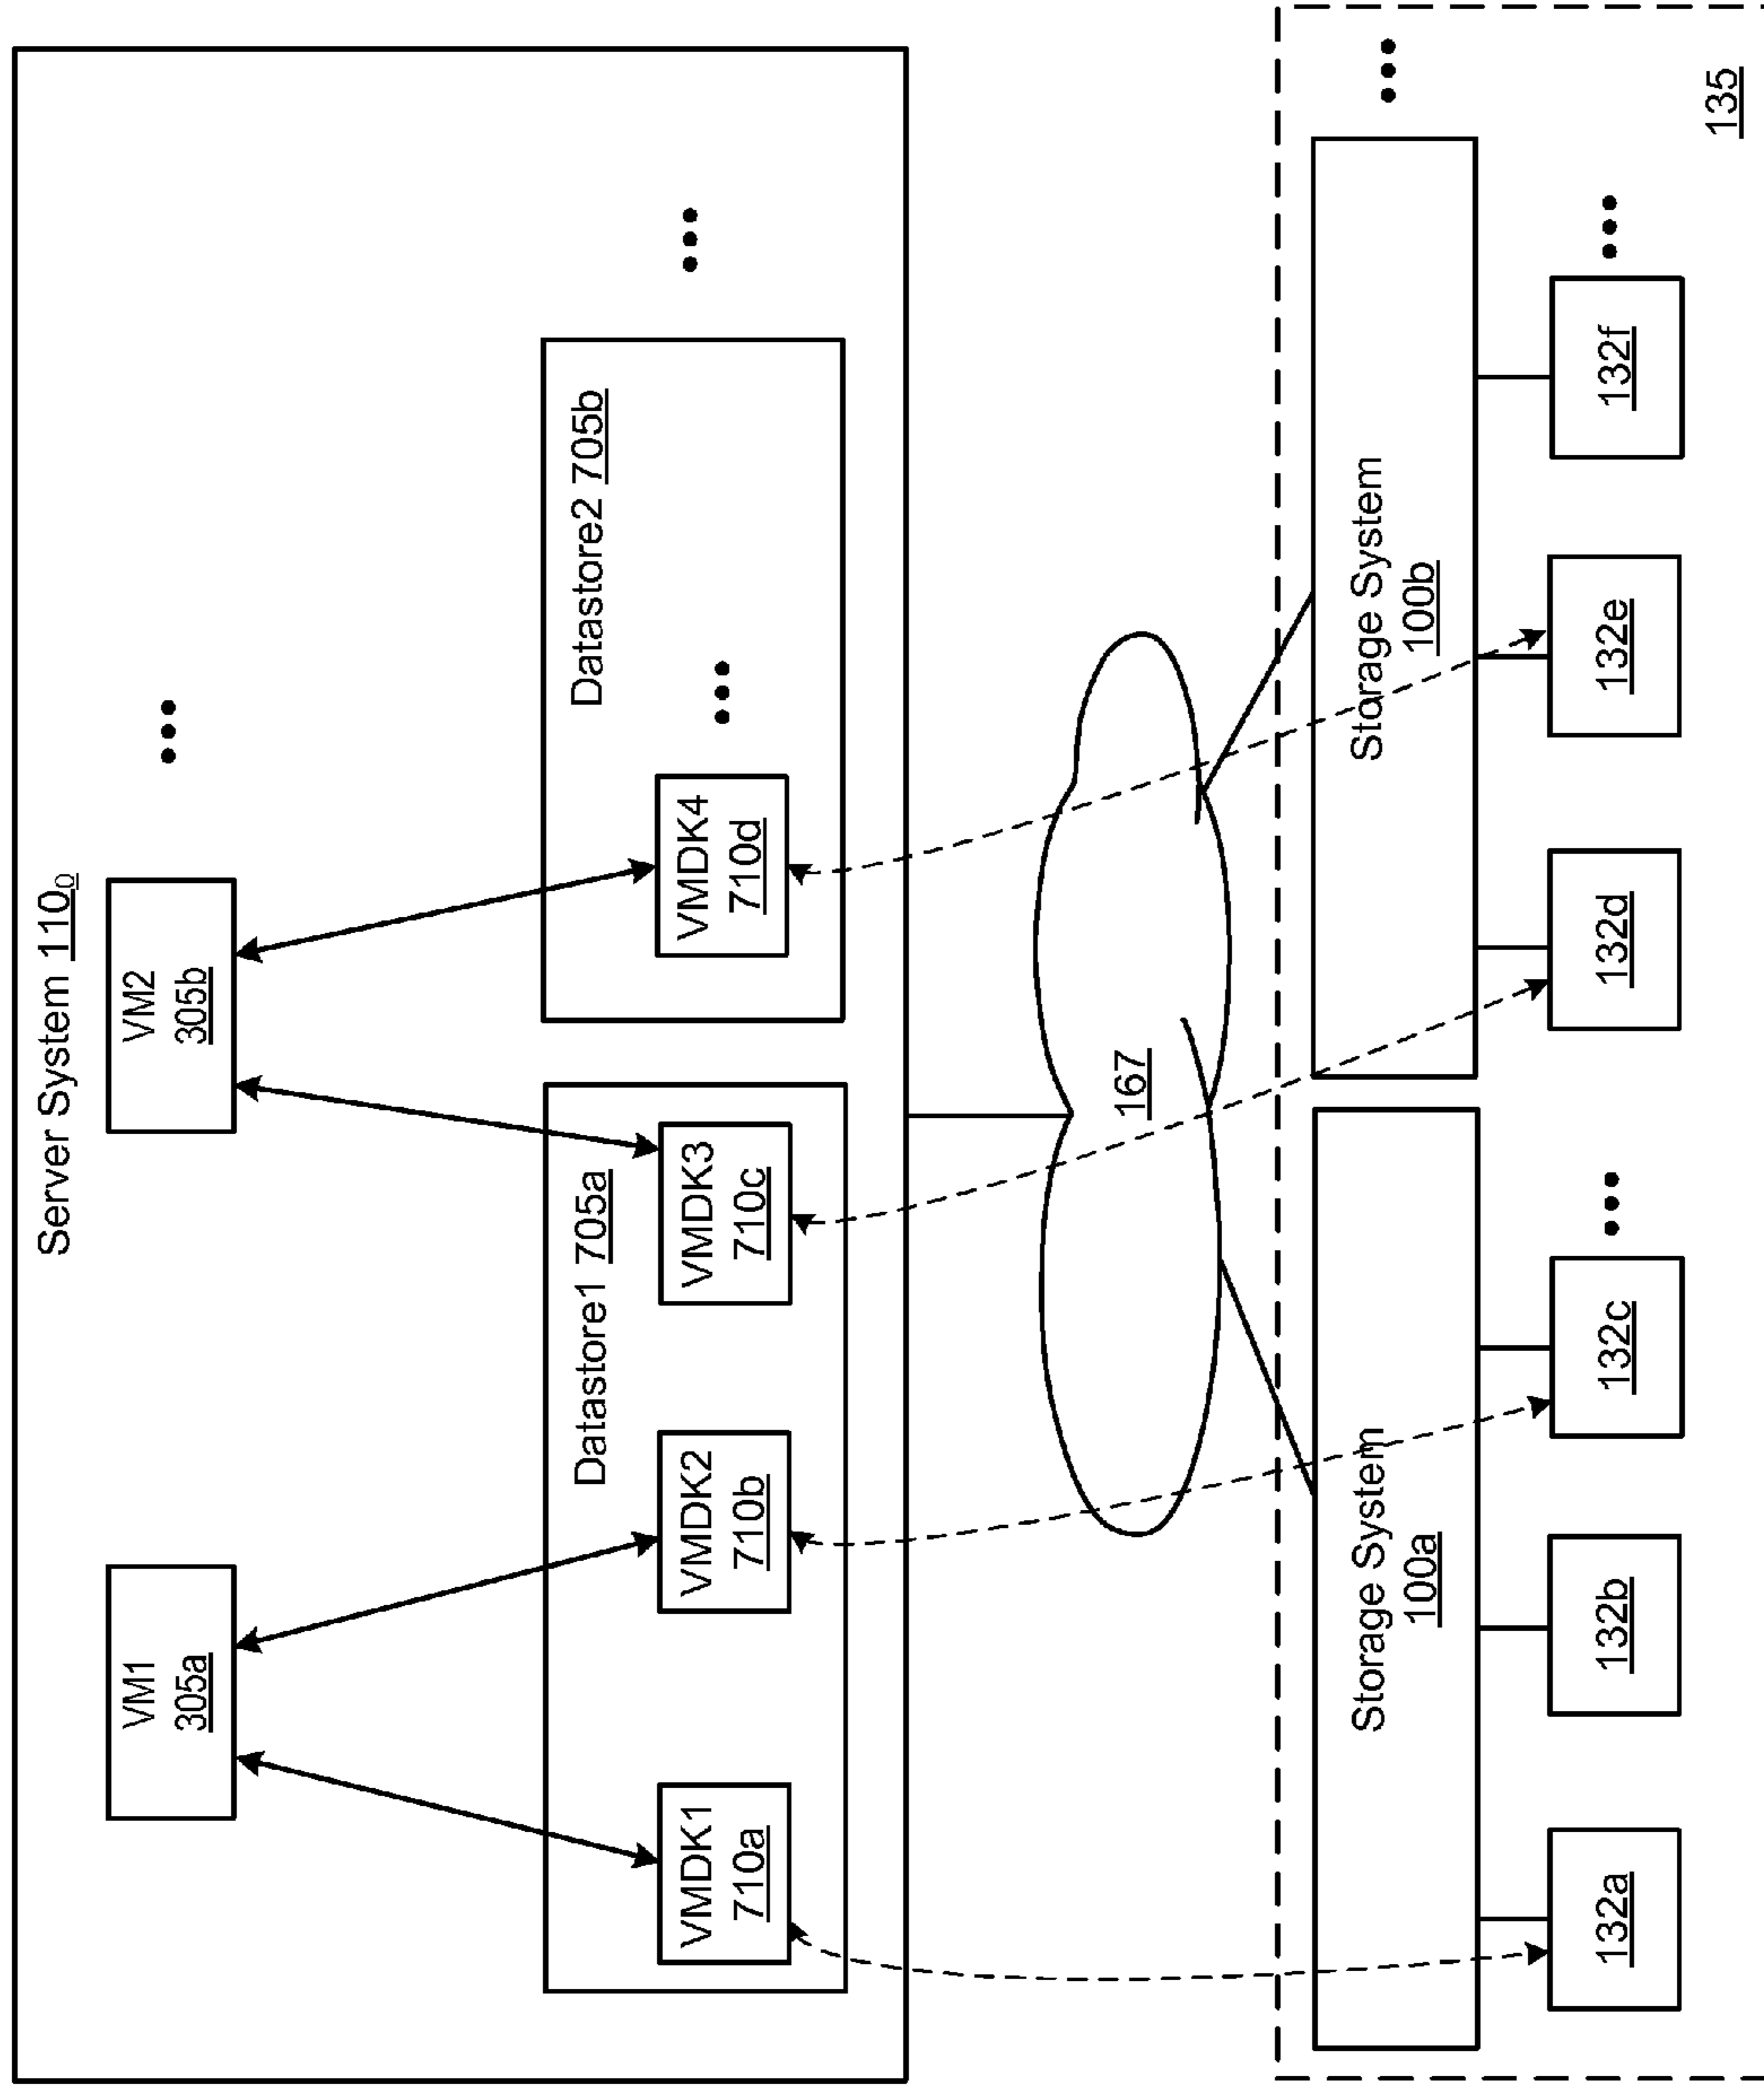 Server System 110₀
VM1
305a
VM2
305b
•••
Datastore1 705a
VMDK1
710a
VMDK2
710b
VMDK3
710c
Datastore2 705b
VMDK4
710d
•••
•••
167
Storage System
100a
Storage System
100b
•••
132a
132b
132c
•••
132d
132e
132f
•••
135